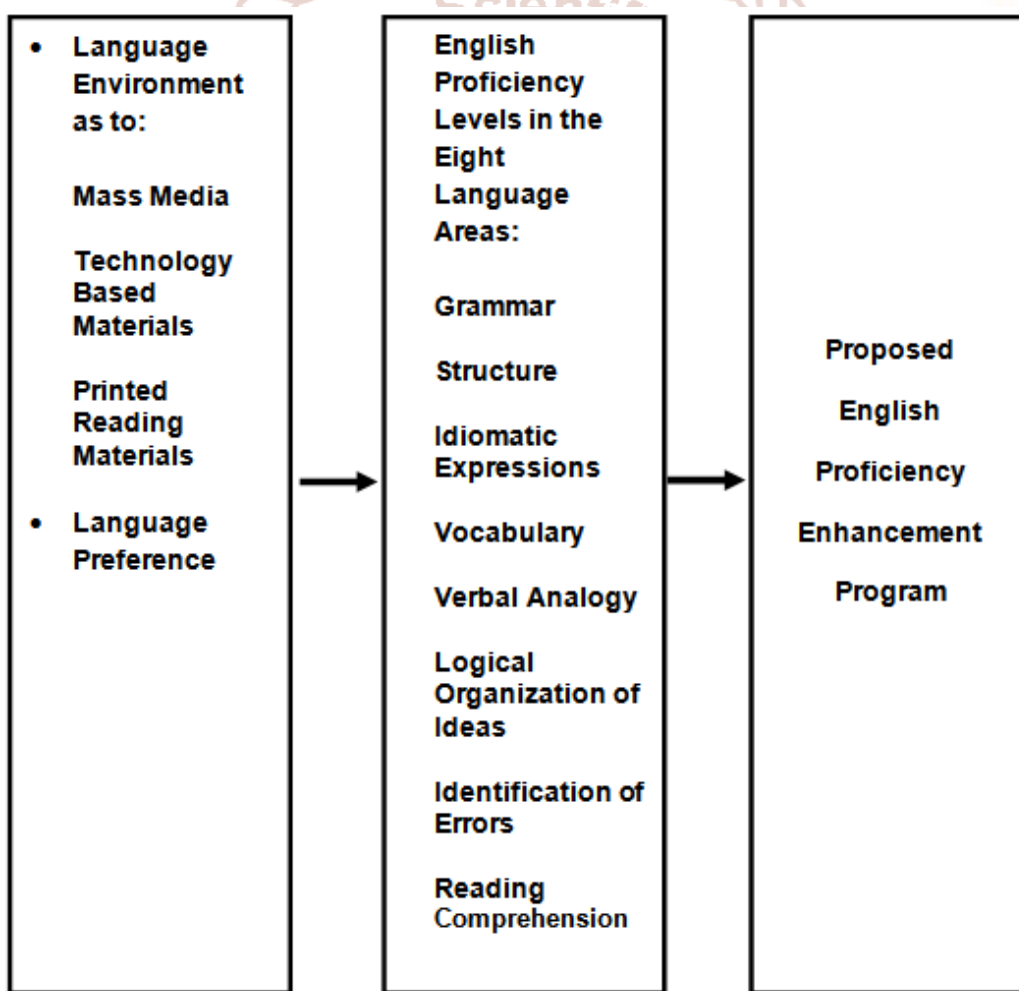 • Language
Environment
as to:
Mass Media
Technology
Based
Materials
Printed
Reading
Materials
• Language
Preference
English
Proficiency
Levels in the
Eight
Language
Areas:
Grammar
Structure
Idiomatic
Expressions
Vocabulary
Verbal Analogy
Logical
Organization of
Ideas
Identification of
Errors
Reading
Comprehension
Proposed
English
Proficiency
Enhancement
Program